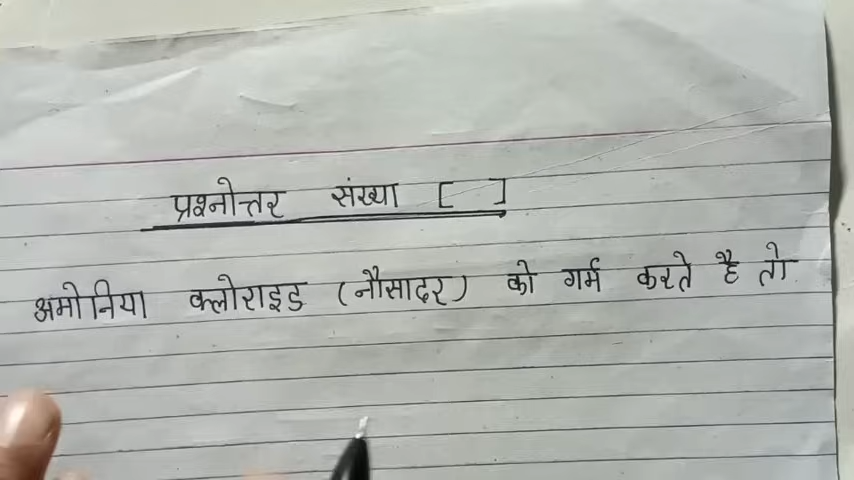 प्रश्नोत्तर संख्या [ ]
अमोनिया क्लोराइड (नौसादर) को गर्म करते है तो